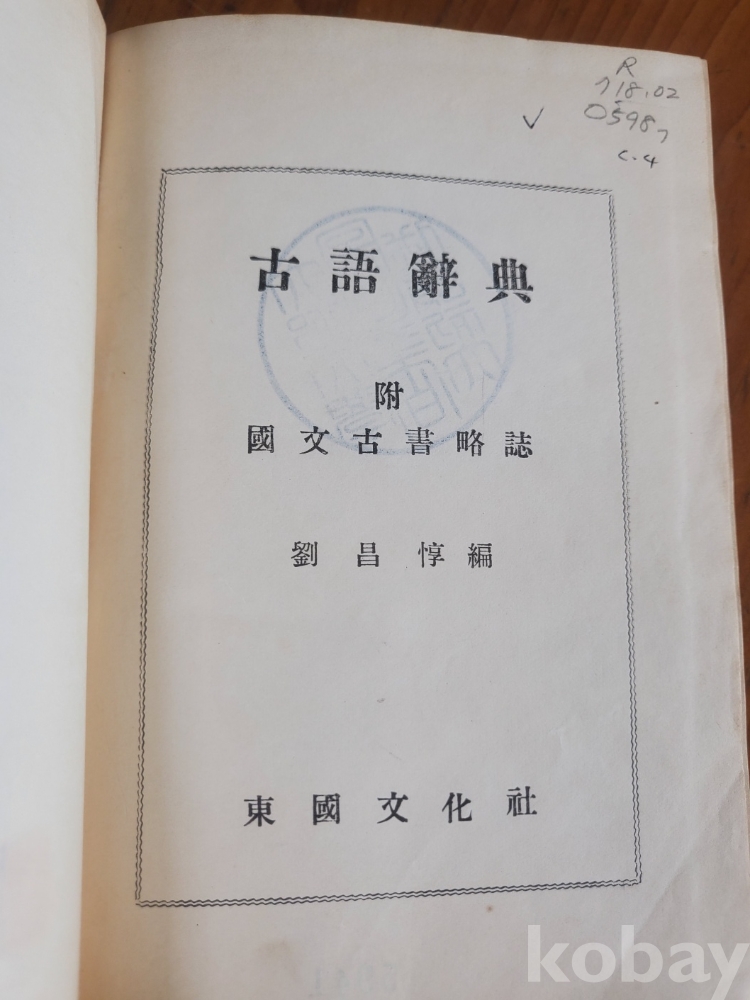 R
718.02
0598ㄱ
c.4
古語辭典
附
國文古書略誌
劉昌惇編
東國文化社
kobay